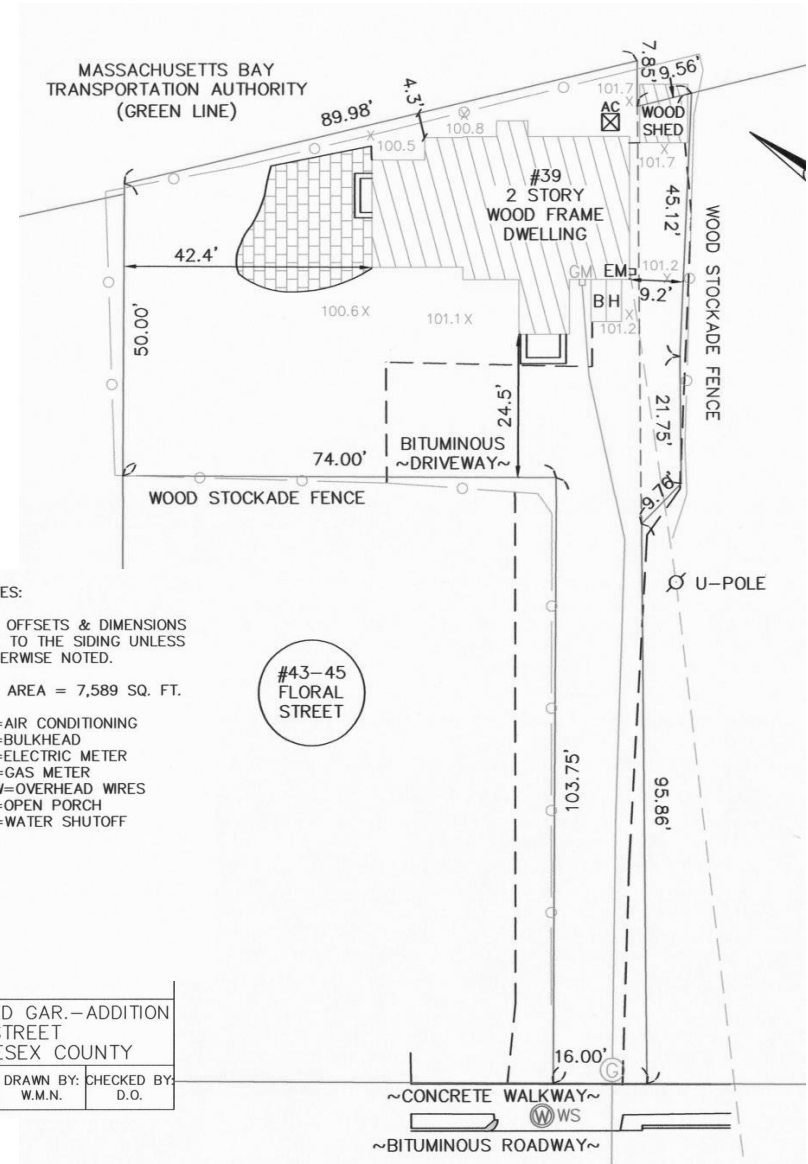 MASSACHUSETTS BAY
TRANSPORTATION AUTHORITY
(GREEN LINE)
89.98'
4.3'
7.85'
9.56'
101.7
X
AC
WOOD
SHED
X
100.5
X
100.8
X
101.7
#39
2 STORY
WOOD FRAME
DWELLING
45.12'
WOOD STOCKADE FENCE
42.4'
GM
EM
101.2
X
9.2'
BH
X
101.2
50.00'
100.6 X
101.1 X
24.5'
21.75'
BITUMINOUS
~DRIVEWAY~
74.00'
WOOD STOCKADE FENCE
9.76'
U-POLE
ES:
OFFSETS & DIMENSIONS
TO THE SIDING UNLESS
ERWISE NOTED.
AREA = 7,589 SQ. FT.
=AIR CONDITIONING
=BULKHEAD
=ELECTRIC METER
=GAS METER
W=OVERHEAD WIRES
=OPEN PORCH
=WATER SHUTOFF
#43-45
FLORAL
STREET
103.75'
95.86'
D GAR.-ADDITION
STREET
ESEX COUNTY
DRAWN BY:
W.M.N.
CHECKED BY:
D.O.
16.00'
G
~CONCRETE WALKWAY~
W WS
~BITUMINOUS ROADWAY~